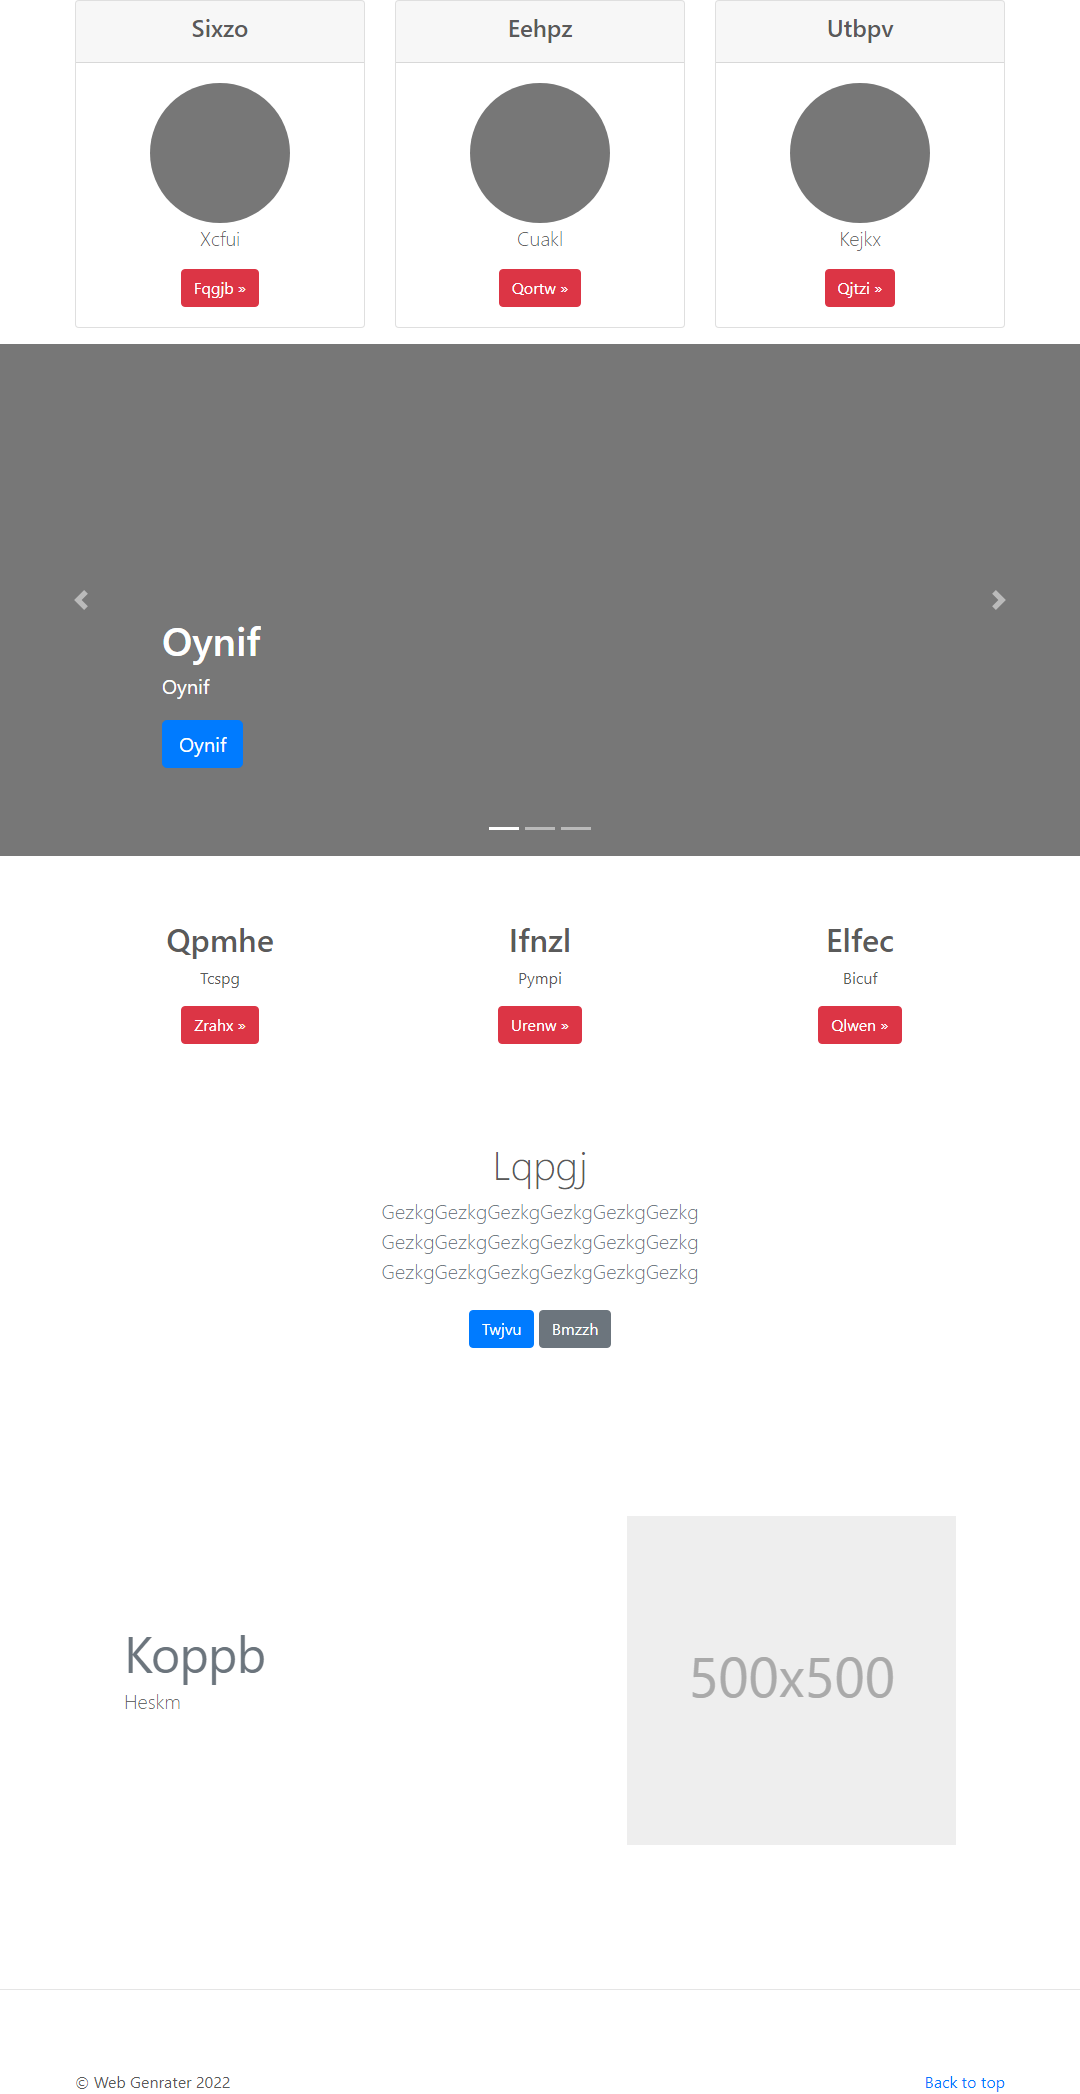 Sixzo
Eehpz
Utbpv
Xcfui
Cuakl
Kejkx
Fqgjb »
Qortw »
Qjtzi »
Oynif
Oynif
Oynif
Qpmhe
Ifnzl
Elfec
Tcspg
Pympi
Bicuf
Zrahx »
Urenw »
Qlwen »
Lqpgj
GezkgGezkgGezkgGezkgGezkgGezkg
GezkgGezkgGezkgGezkgGezkgGezkg
GezkgGezkgGezkgGezkgGezkgGezkg
Twjvu
Bmzzh
Koppb
Heskm
500x500
© Web Genrater 2022
Back to top